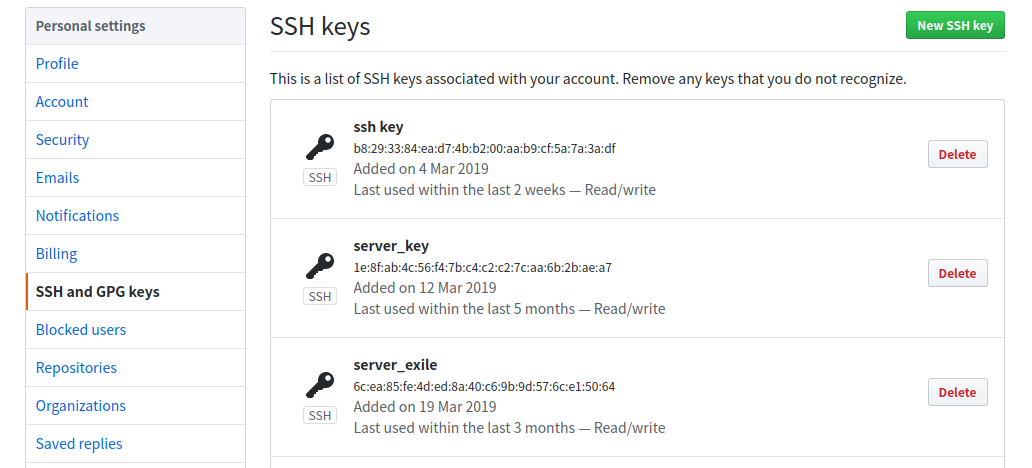 Personal settings
Profile
Account
Security
Emails
Notifications
Billing
SSH and GPG keys
Blocked users
Repositories
Organizations
Saved replies
SSH keys
New SSH key
This is a list of SSH keys associated with your account. Remove any keys that you do not recognize.
ssh key
b8:29:33:84:ea:d7:4b:b2:00:aa:b9:cf:5a:7a:3a:df
SSH
Added on 4 Mar 2019
Last used within the last 2 weeks — Read/write
Delete
server_key
1e:8f:ab:4c:56:f4:7b:c4:c2:c2:7c:aa:6b:2b:ae:a7
SSH
Added on 12 Mar 2019
Last used within the last 5 months — Read/write
Delete
server_exile
6c:ea:85:fe:4d:ed:8a:40:c6:9b:9d:57:6c:e1:50:64
SSH
Added on 19 Mar 2019
Last used within the last 3 months — Read/write
Delete